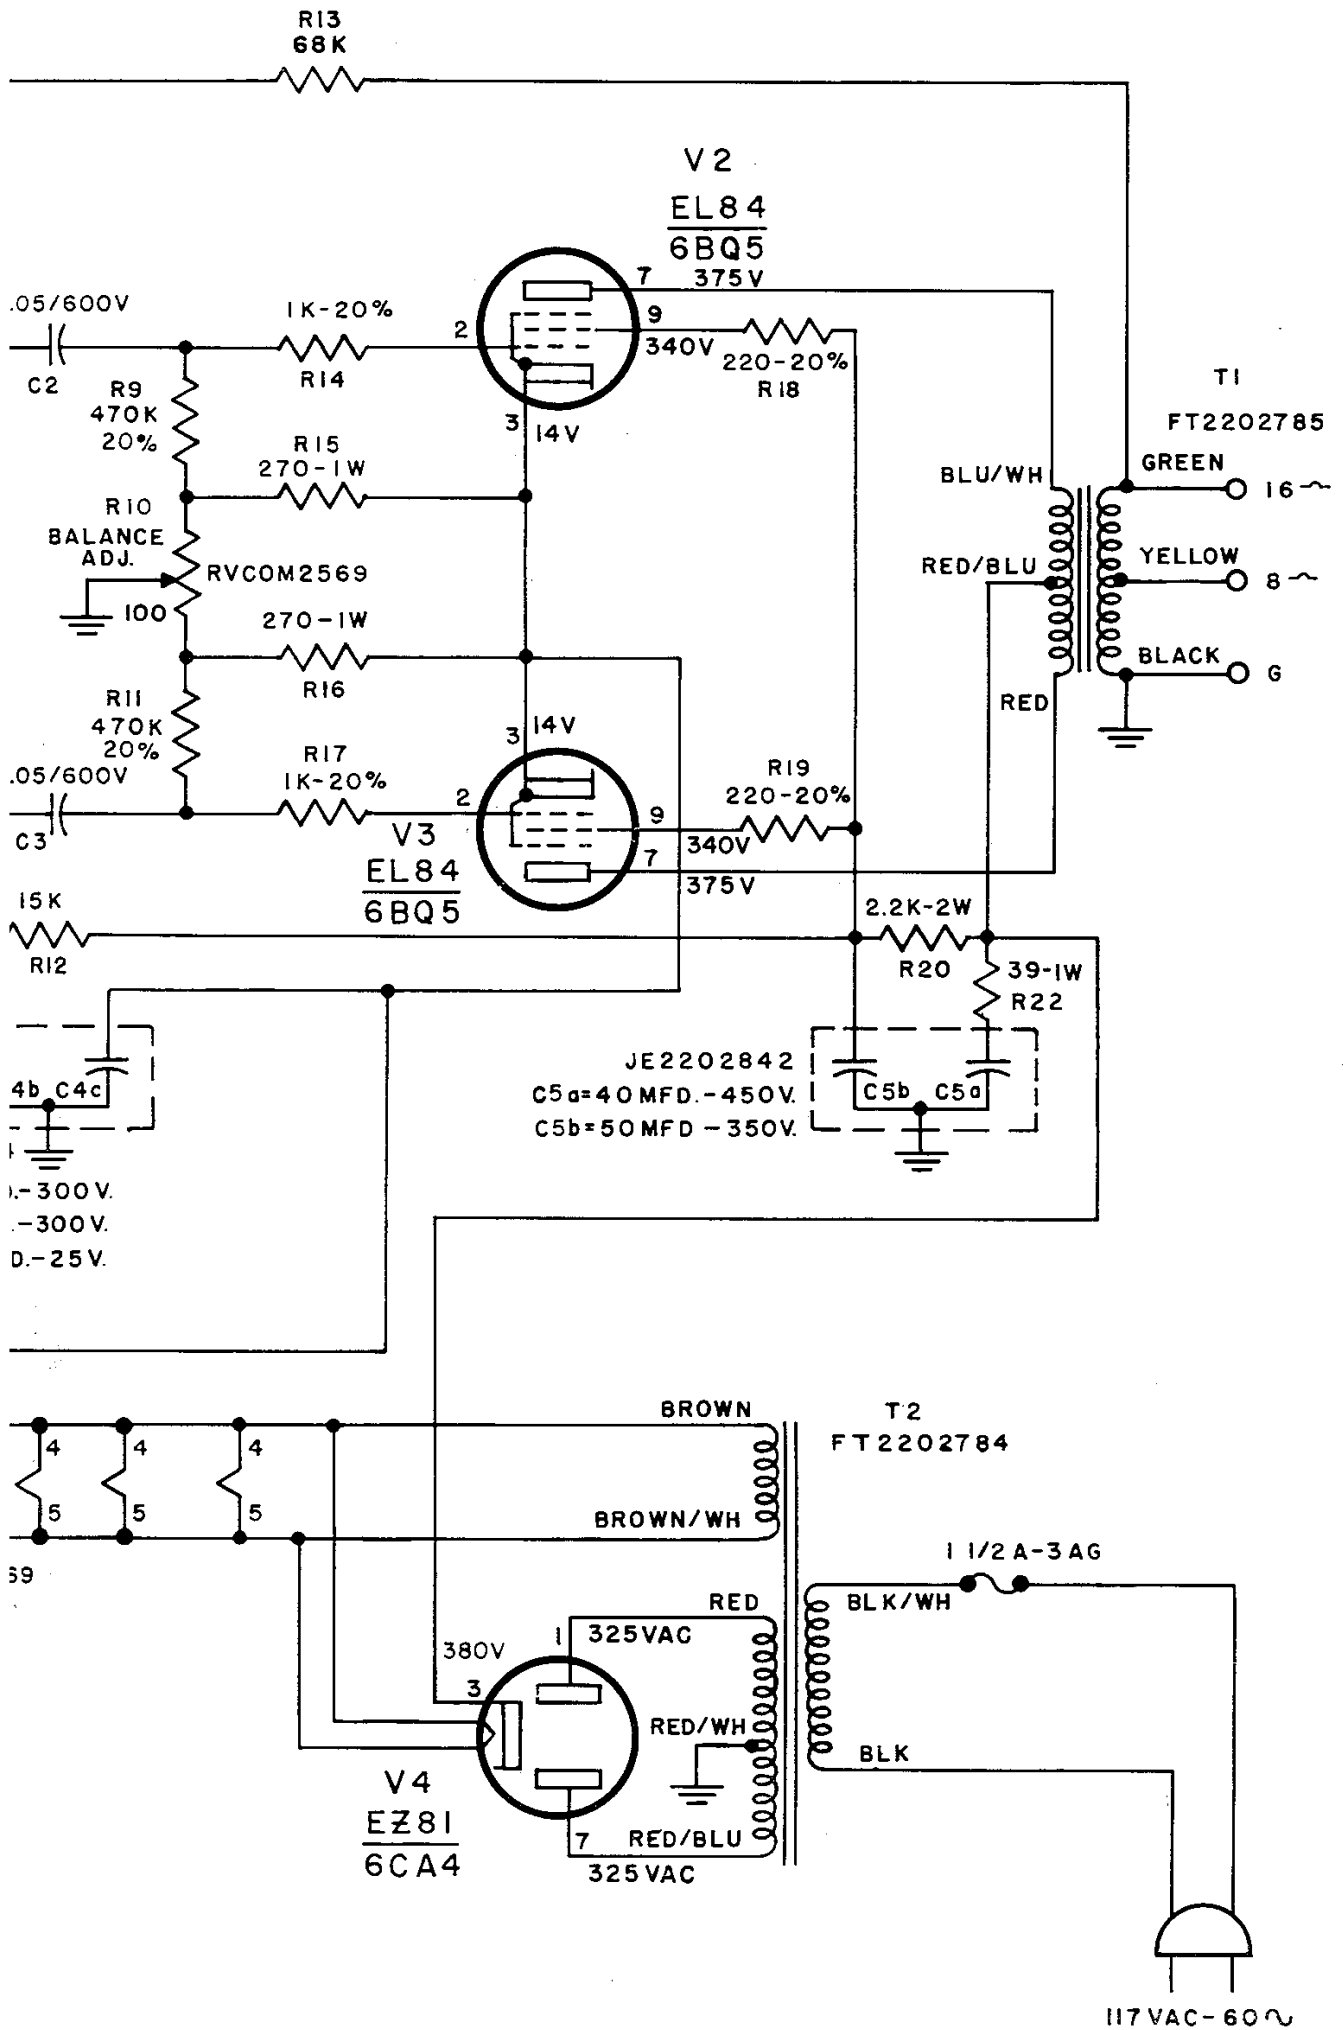 R13
68K
V2
EL84
6BQ5
7
375V
.05/600V
1K-20%
2
9
340V
220-20%
R18
C2
R14
R9
470K
20%
3
14V
T1
FT2202785
R15
270-1W
BLU/WH
GREEN
16~
R10
BALANCE
ADJ.
RVCOM2569
100
RED/BLU
YELLOW
8~
270-1W
R16
BLACK
G
RED
R11
470K
20%
14V
3
.05/600V
R17
1K-20%
2
R19
220-20%
9
340V
C3
V3
EL84
6BQ5
7
375V
15K
R12
2.2K-2W
R20
39-1W
R22
4b C4c
JE2202842
C5a=40MFD.-450V.
C5b=50MFD-350V.
C5b C5a
.-300V.
.-300V.
D.-25V.
BROWN
T2
FT2202784
4
4
4
5
5
5
BROWN/WH
69
1 1/2A-3AG
RED
BLK/WH
1
325VAC
380V
3
RED/WH
BLK
V4
EZ81
6CA4
7
RED/BLU
325VAC
117VAC-60~